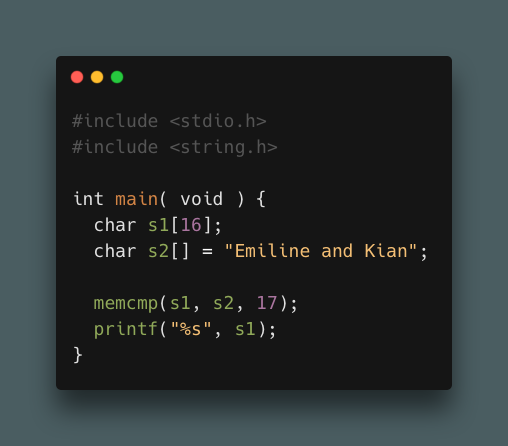 #include <stdio.h>
#include <string.h>

int main( void ) {
  char s1[16];
  char s2[] = "Emiline and Kian";

  memcmp(s1, s2, 17);
  printf("%s", s1);
}